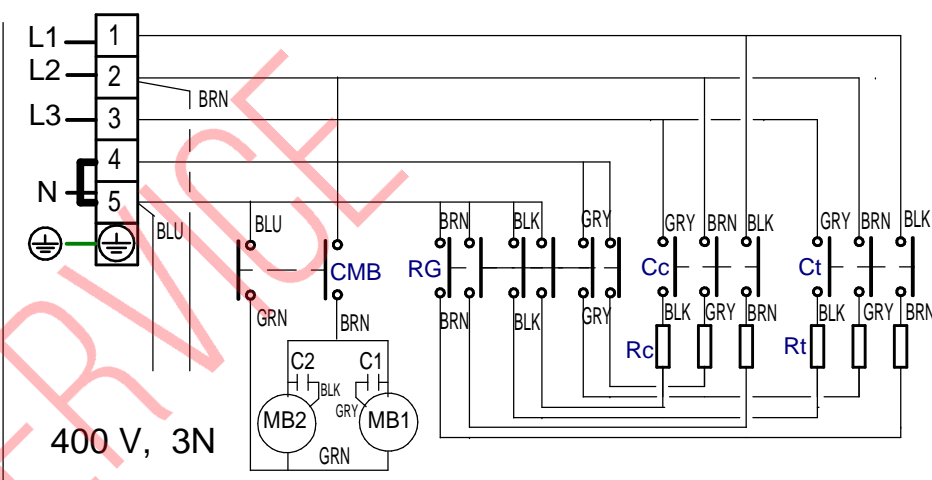 L1 1
L2 2
BRN
L3 3
4
N
5
BLU
BLU
BRN BLK GRY GRY BRN BLK GRY BRN BLK
CMB RG Cc Ct
GRN BRN BRN BLK GRY BLK GRY BRN BLK GRY BRN
Rc Rt
C2 C1
BLK
GRY
MB2 MB1
GRN
400 V, 3N
SERVICE